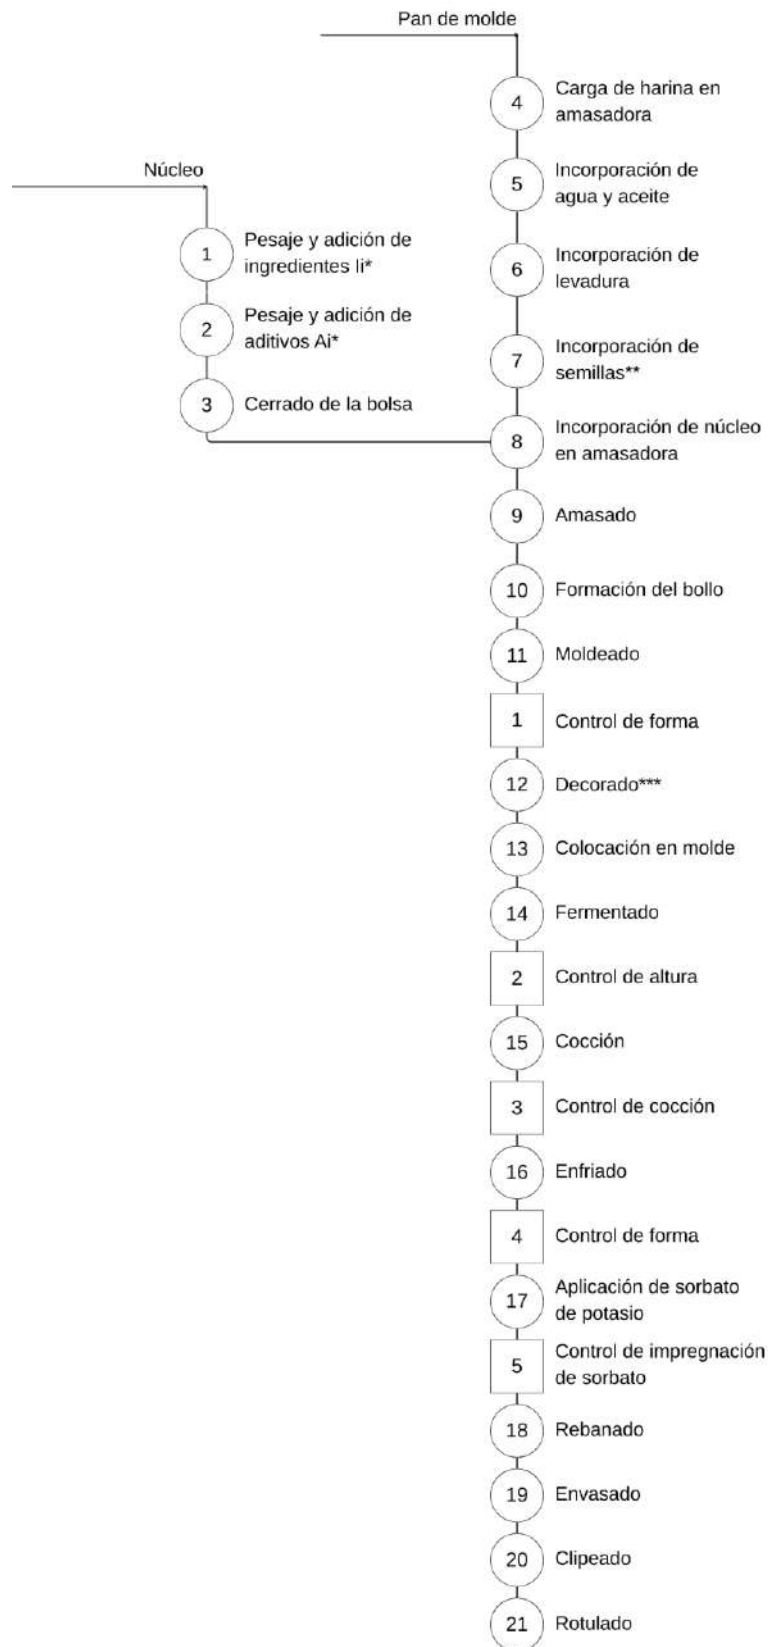 Pan de molde
4
Carga de harina en
amasadora
5
Incorporación de
agua y aceite
Núcleo
1
Pesaje y adición de
ingredientes Ii*
6
Incorporación de
levadura
2
Pesaje y adición de
aditivos Ai*
7
Incorporación de
semillas**
3
Cerrado de la bolsa
8
Incorporación de núcleo
en amasadora
9
Amasado
10
Formación del bollo
11
Moldeado
1
Control de forma
12
Decorado***
13
Colocación en molde
14
Fermentado
2
Control de altura
15
Cocción
3
Control de cocción
16
Enfriado
4
Control de forma
17
Aplicación de sorbato
de potasio
5
Control de impregnación
de sorbato
18
Rebanado
19
Envasado
20
Clipeado
21
Rotulado